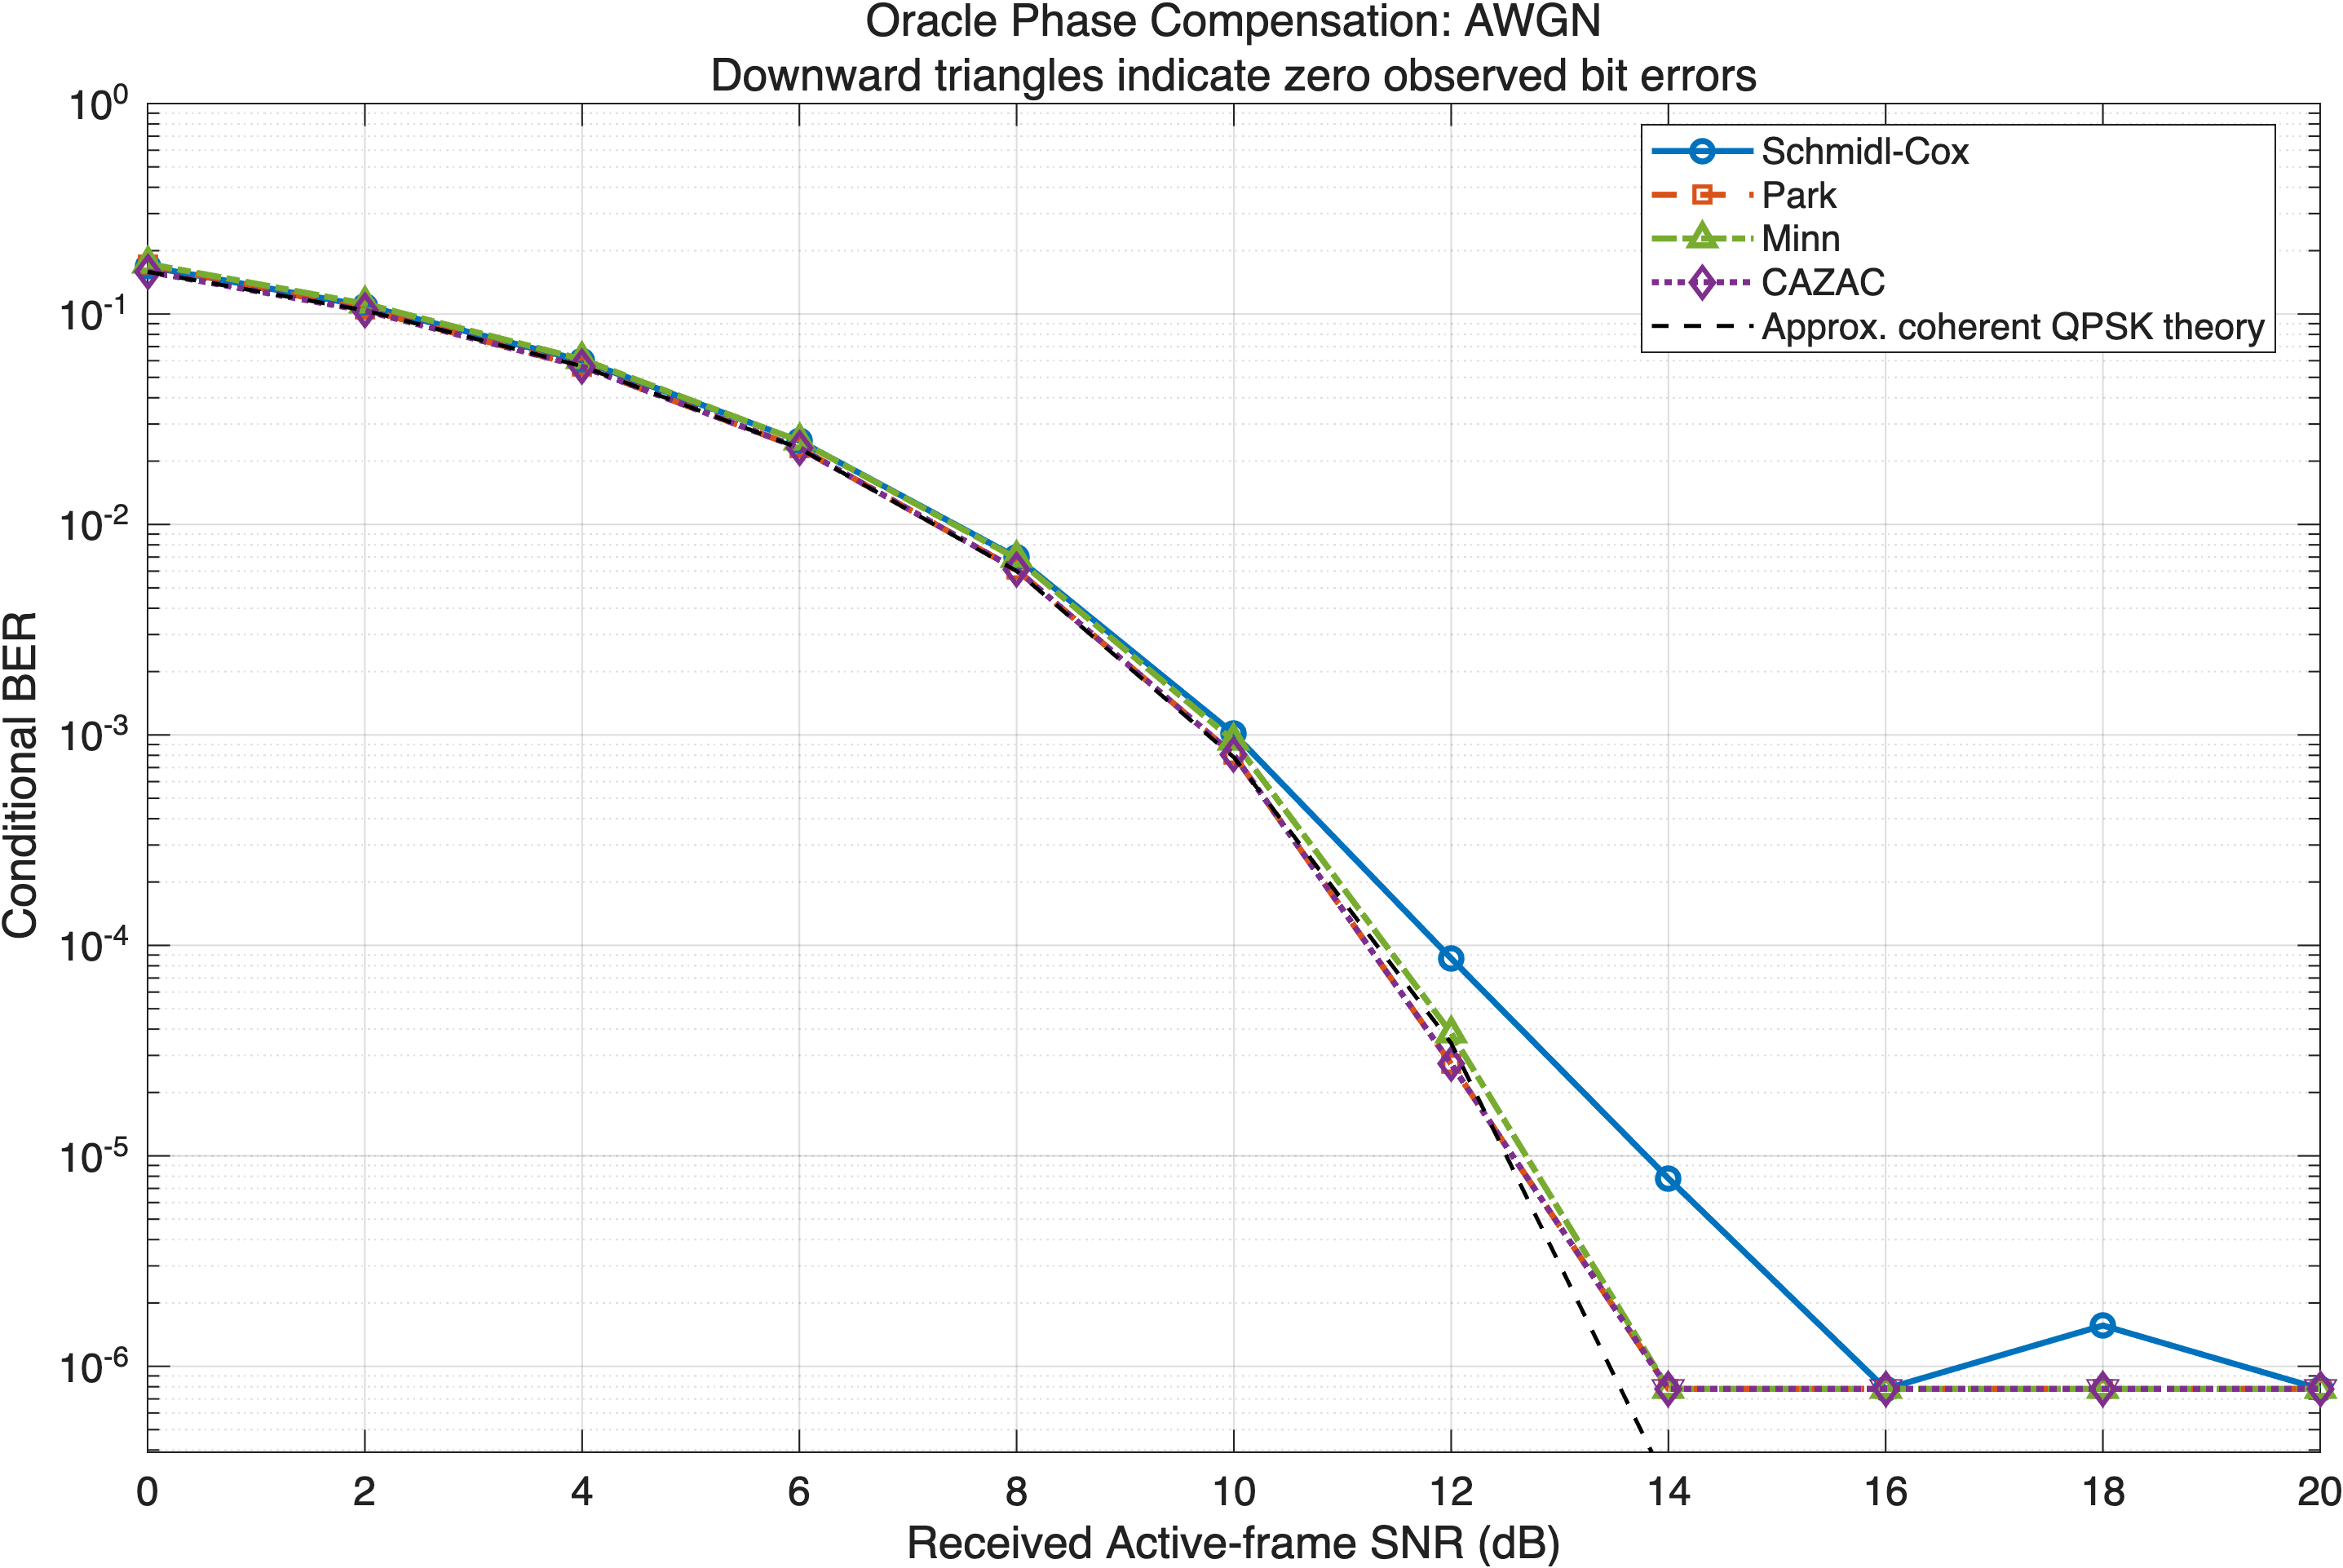 Oracle Phase Compensation: AWGN
Downward triangles indicate zero observed bit errors
10^0
10^-1
10^-2
10^-3
10^-4
10^-5
10^-6
Conditional BER
Schmidl-Cox
Park
Minn
CAZAC
Approx. coherent QPSK theory
0 2 4 6 8 10 12 14 16 18 20
Received Active-frame SNR (dB)